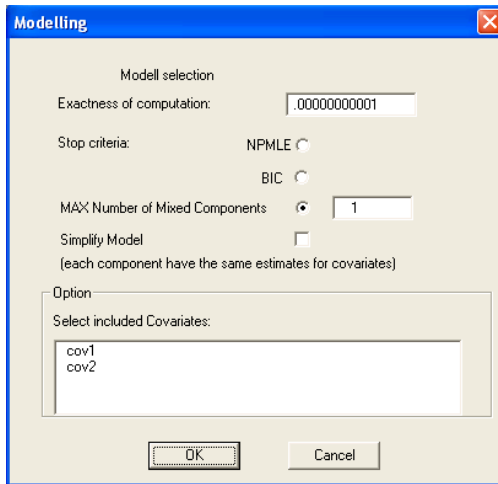 Modelling
Modell selection
Exactness of computation: .00000000001
Stop criteria: NPMLE
BIC
MAX Number of Mixed Components 1
Simplify Model
(each component have the same estimates for covariates)
Option
Select included Covariates:
cov1
cov2
OK Cancel